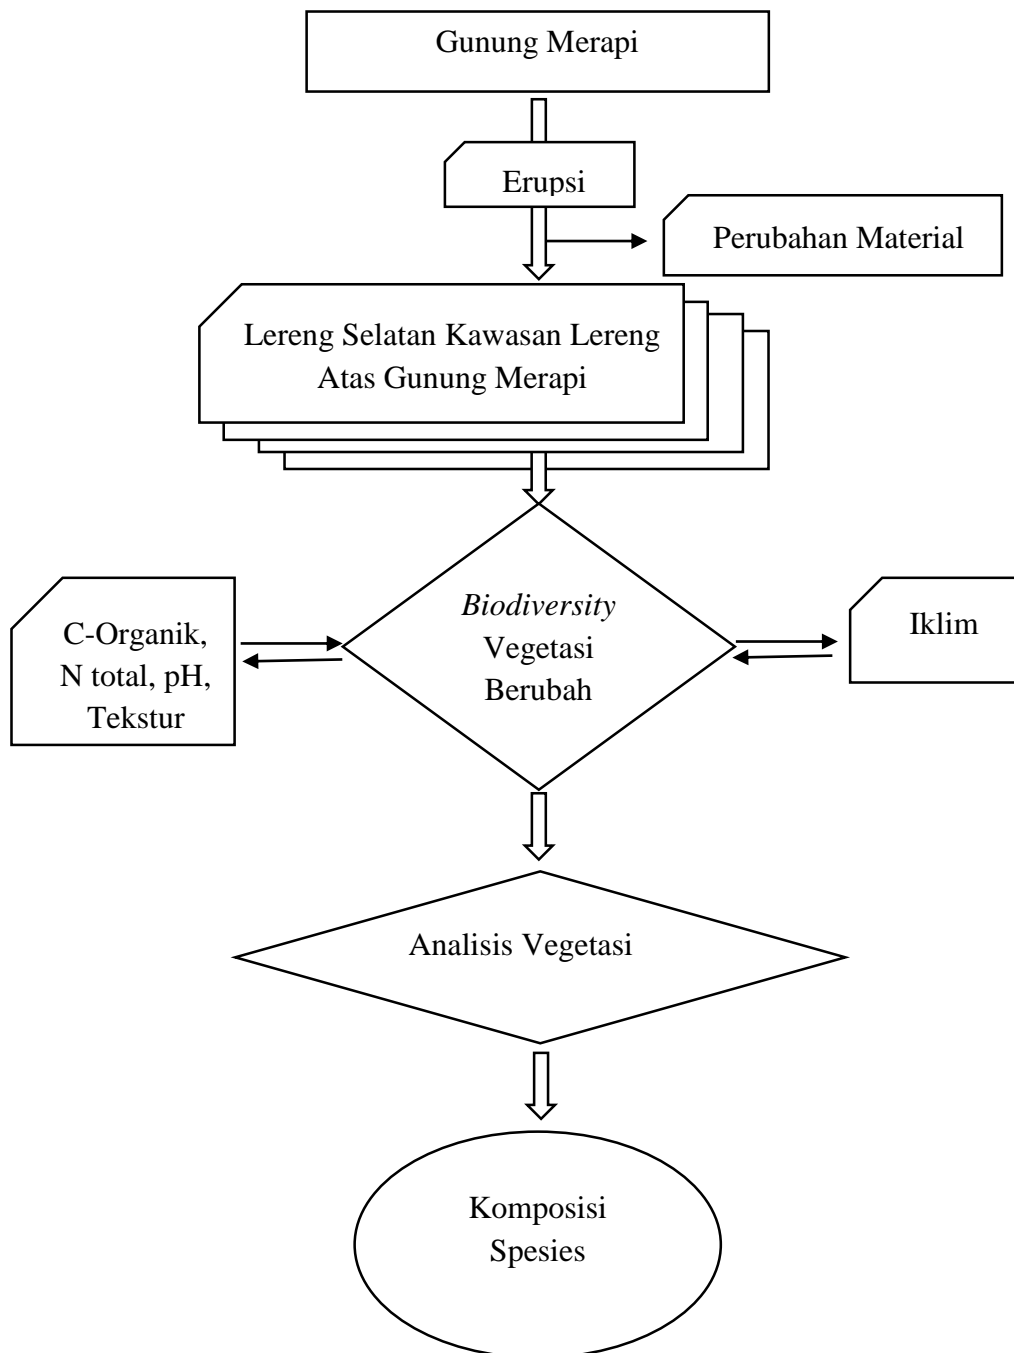 Gunung Merapi
Erupsi
Perubahan Material
Lereng Selatan Kawasan Lereng
Atas Gunung Merapi
C-Organik,
N total, pH,
Tekstur
Biodiversity
Vegetasi
Berubah
Iklim
Analisis Vegetasi
Komposisi
Spesies